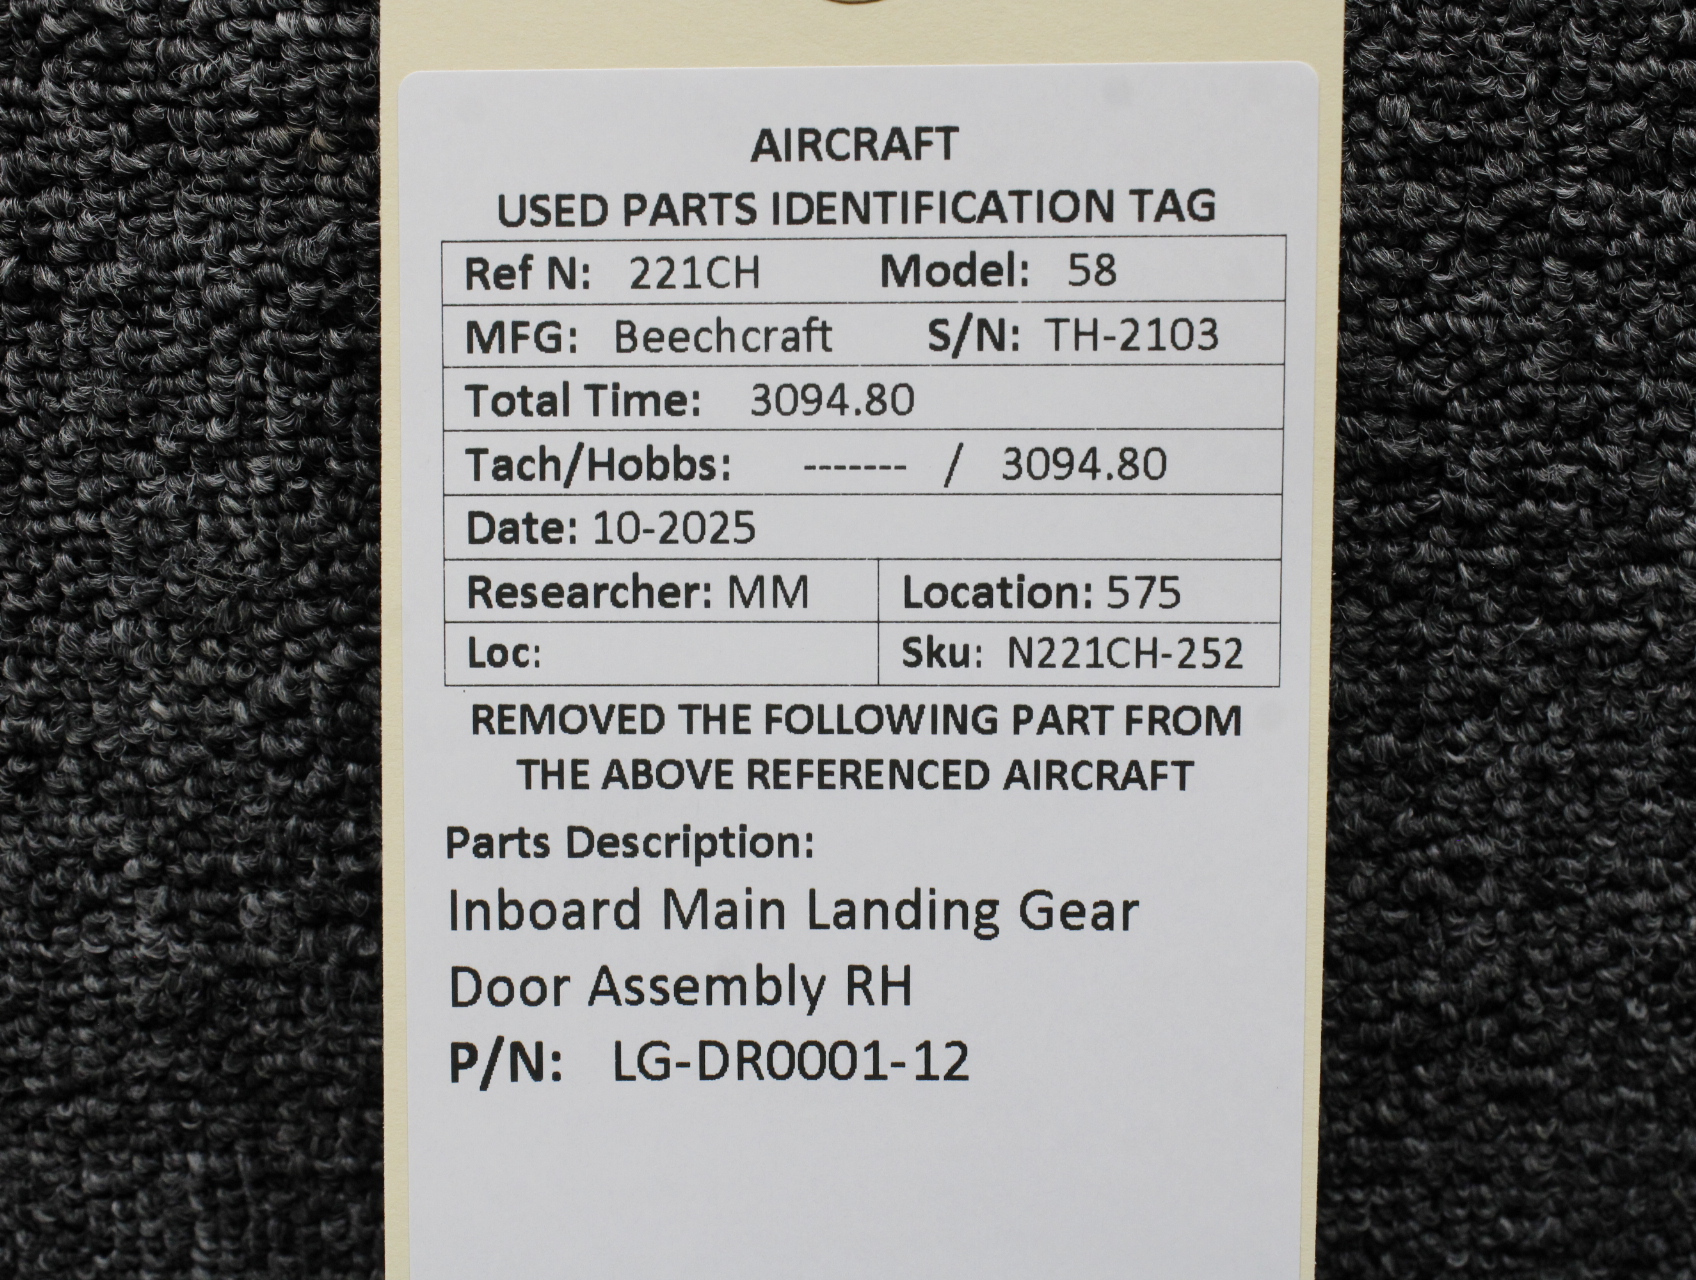 AIRCRAFT
USED PARTS IDENTIFICATION TAG
Ref N: 221CH Model: 58
MFG: Beechcraft S/N: TH-2103
Total Time: 3094.80
Tach/Hobbs: ------- / 3094.80
Date: 10-2025
Researcher: MM Location: 575
Loc: Sku: N221CH-252
REMOVED THE FOLLOWING PART FROM
THE ABOVE REFERENCED AIRCRAFT
Parts Description:
Inboard Main Landing Gear
Door Assembly RH
P/N: LG-DR0001-12